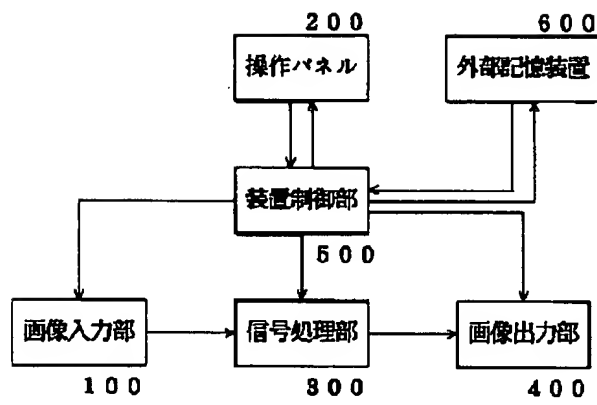 200
操作パネル
600
外部記憶装置
装置制御部
500
画像入力部
100
信号処理部
300
画像出力部
400